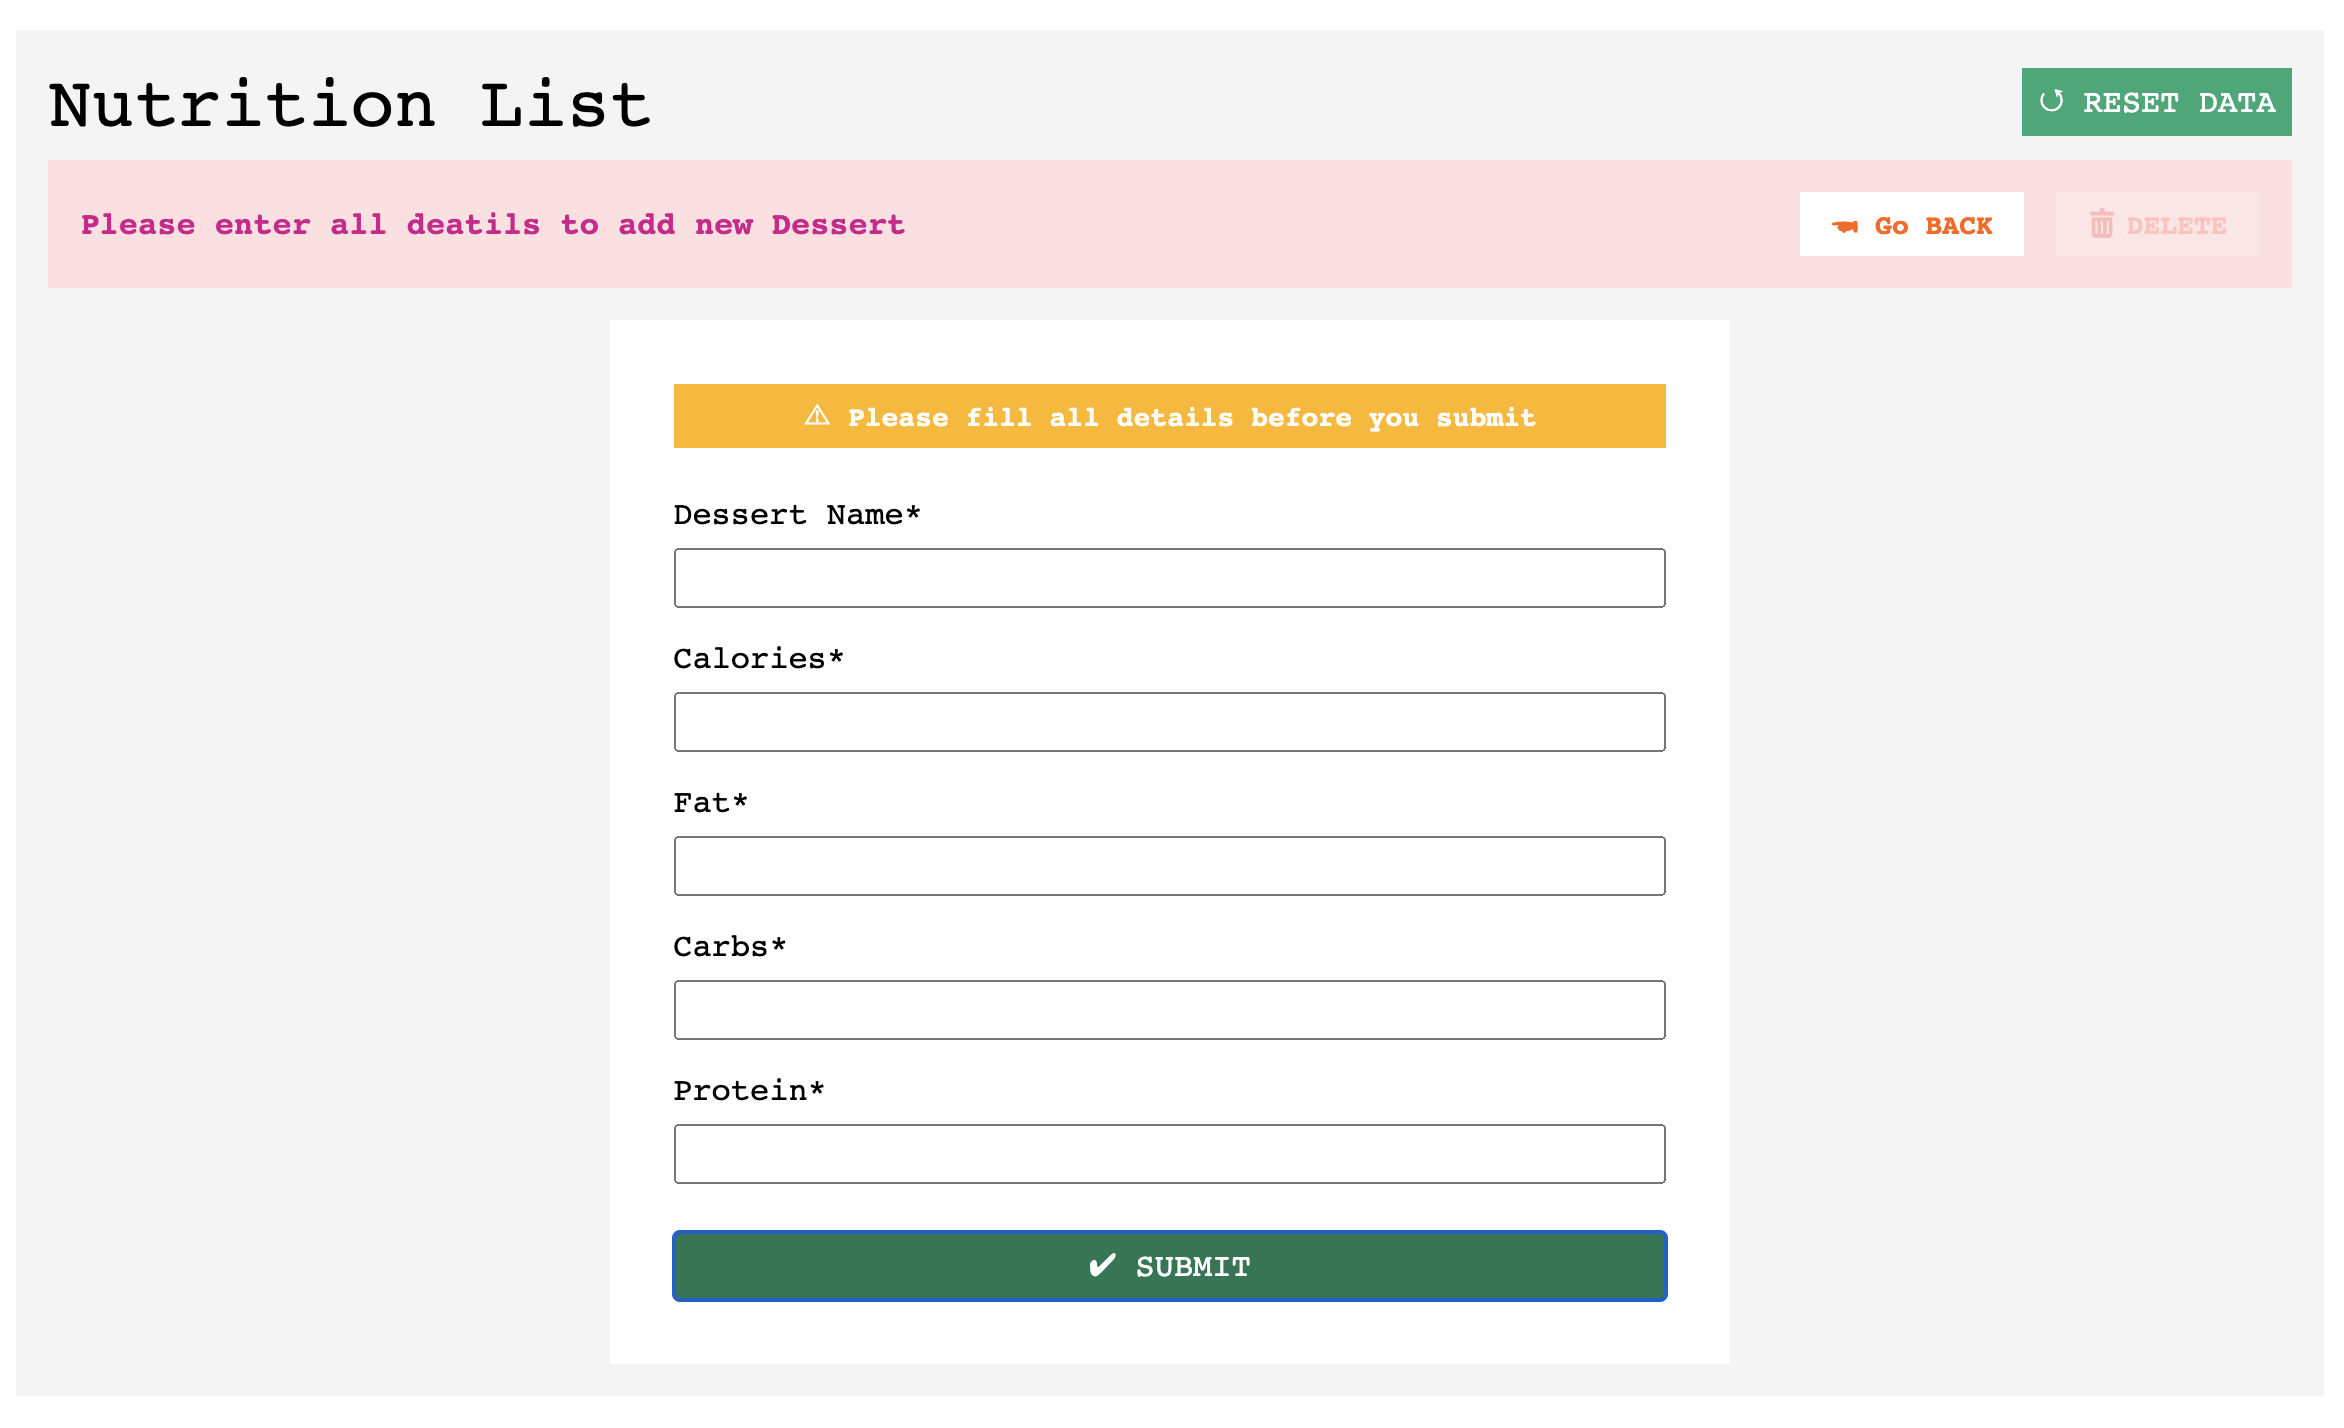 Nutrition List
RESET DATA
Please enter all deatils to add new Dessert
Go BACK
DELETE
⚠ Please fill all details before you submit
Dessert Name*
Calories*
Fat*
Carbs*
Protein*
✔ SUBMIT